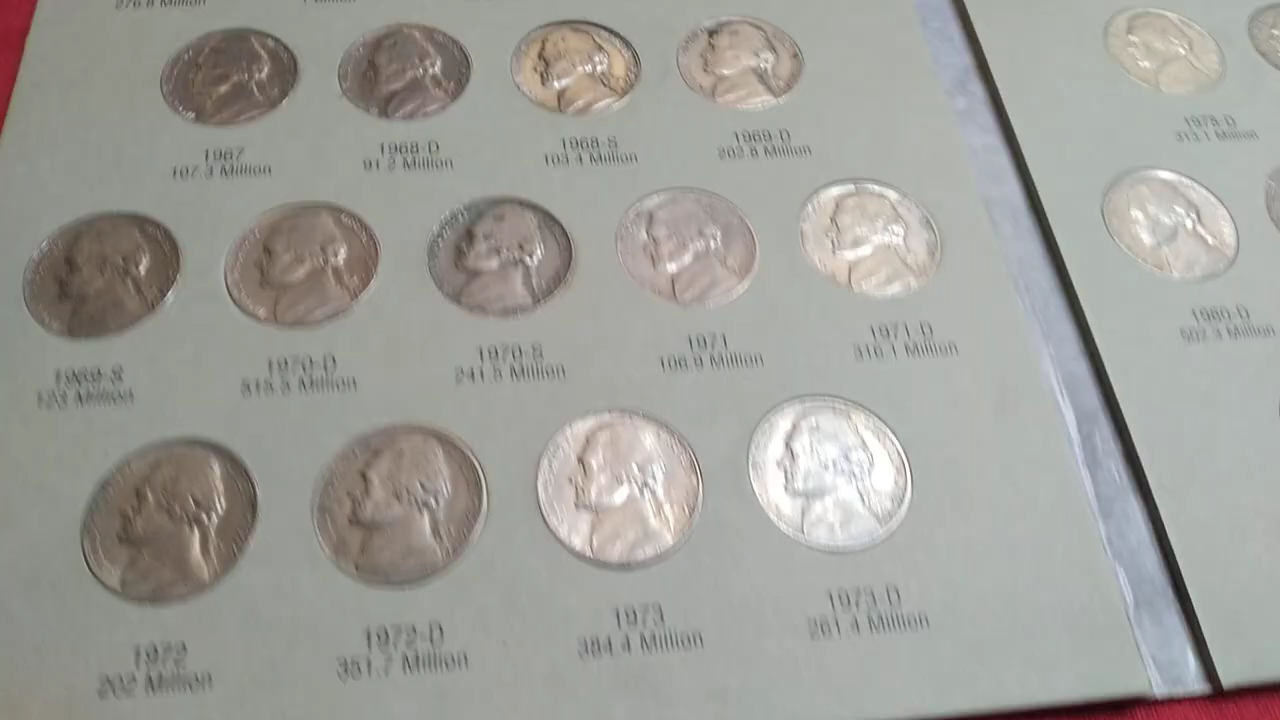 276.8 Million
1967
107.3 Million
1968-D
91.2 Million
1968-S
103.4 Million
1969-D
202.8 Million
1969-S
123 Million
1970-D
515.5 Million
1970-S
241.5 Million
1971
106.9 Million
1971-D
316.1 Million
1972
202 Million
1972-D
351.7 Million
1973
384.4 Million
1973-D
261.4 Million
313.1 Million
1980-D
502.3 Million